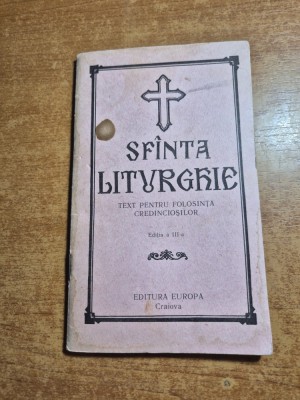 SFÎNTA
LITURGHIE
TEXT PENTRU FOLOSINȚA
CREDINCIOȘILOR
Ediția a III-a
EDITURA EUROPA
Craiova